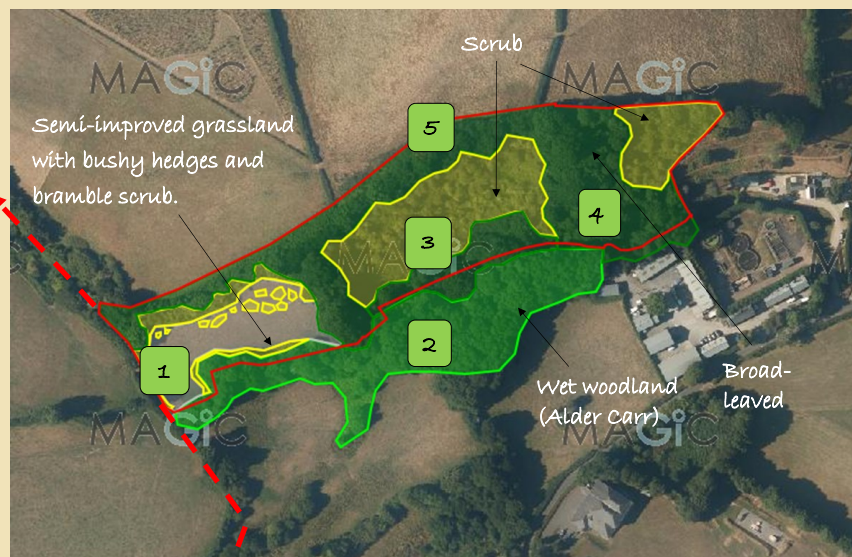 Scrub
MAGiC
MAGiC
Semi-improved grassland
with bushy hedges and
bramble scrub.
5
4
3
MAGiC
2
1
Broad-
leaved
Wet woodland
(Alder Carr)
MAGiC
MAGiC